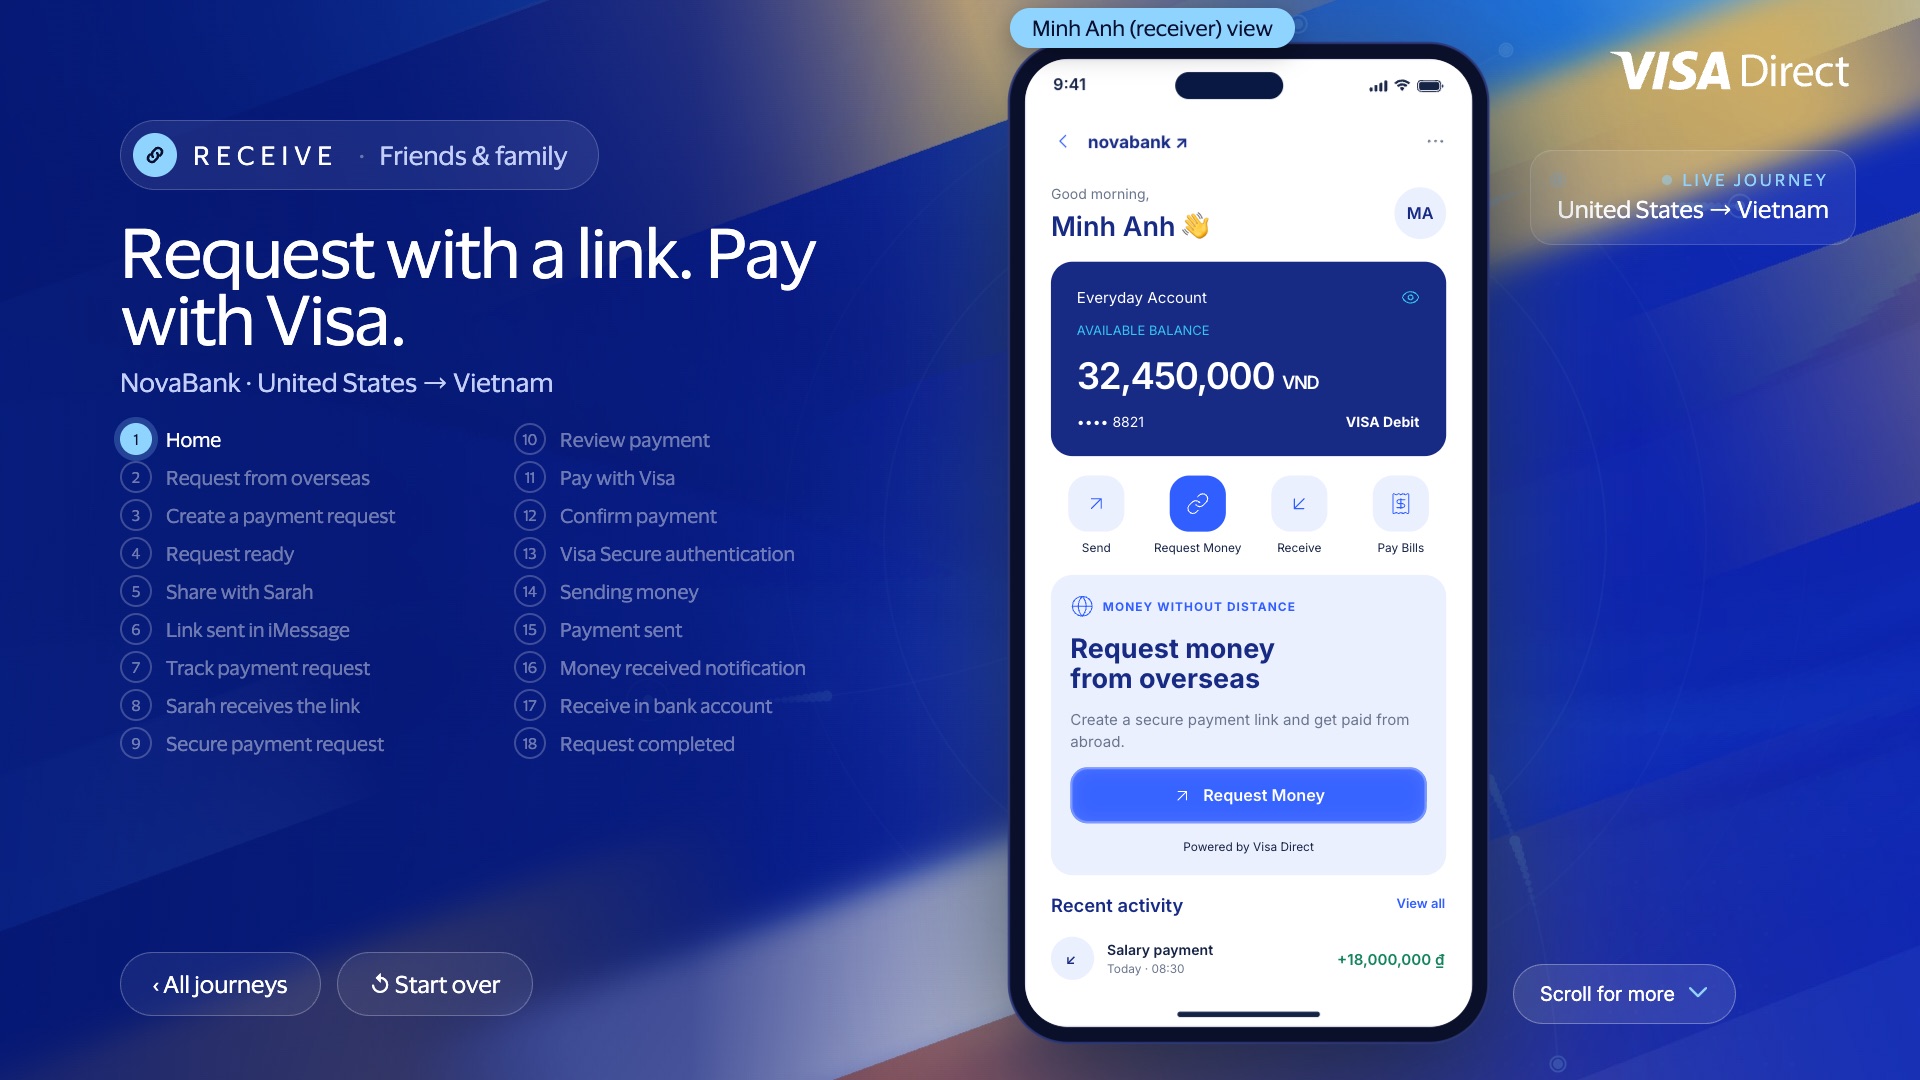 Minh Anh (receiver) view
VISA Direct
RECEIVE · Friends & family
LIVE JOURNEY
United States → Vietnam
Request with a link. Pay
with Visa.
NovaBank · United States → Vietnam
1 Home
2 Request from overseas
3 Create a payment request
4 Request ready
5 Share with Sarah
6 Link sent in iMessage
7 Track payment request
8 Sarah receives the link
9 Secure payment request
10 Review payment
11 Pay with Visa
12 Confirm payment
13 Visa Secure authentication
14 Sending money
15 Payment sent
16 Money received notification
17 Receive in bank account
18 Request completed
‹ All journeys
Start over
9:41
novabank
Good morning,
Minh Anh 👋
MA
Everyday Account
AVAILABLE BALANCE
32,450,000 VND
•••• 8821
VISA Debit
Send
Request Money
Receive
Pay Bills
MONEY WITHOUT DISTANCE
Request money
from overseas
Create a secure payment link and get paid from
abroad.
Request Money
Powered by Visa Direct
Recent activity
View all
Salary payment
Today · 08:30
+18,000,000 ₫
Scroll for more